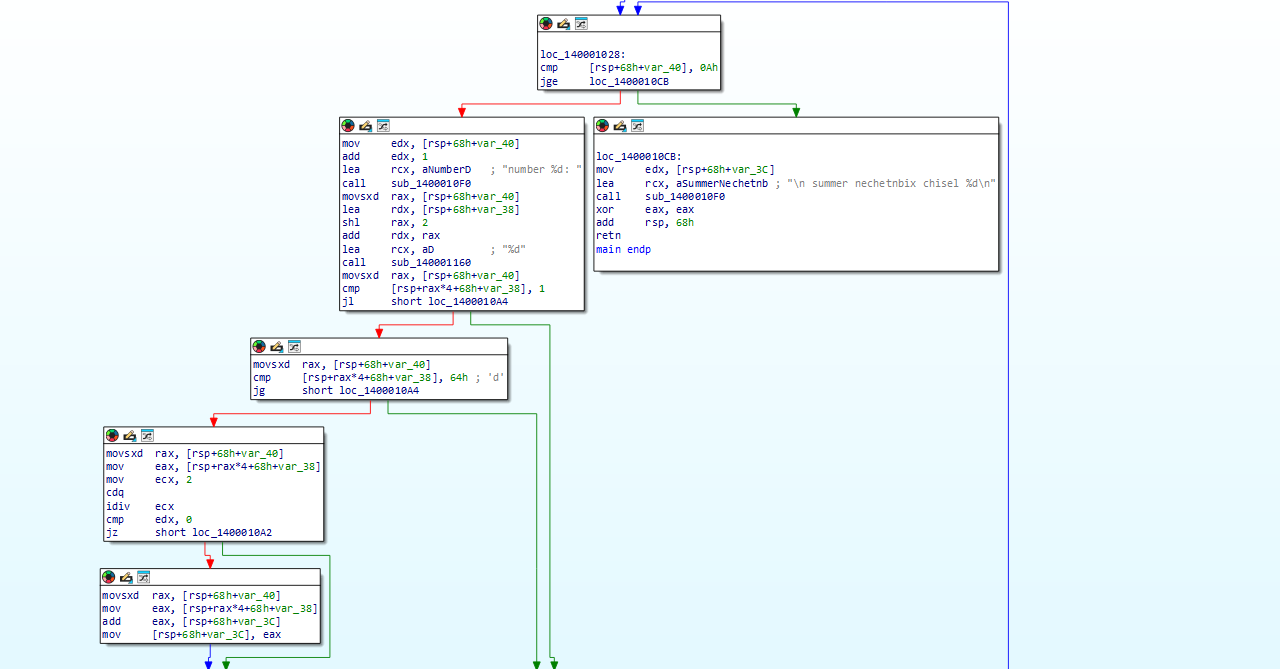 loc_140001028:
cmp [rsp+68h+var_40], 0Ah
jge loc_1400010CB
mov edx, [rsp+68h+var_40]
add edx, 1
lea rcx, aNumberD ; "number %d: "
call sub_1400010F0
movsxd rax, [rsp+68h+var_40]
lea rdx, [rsp+68h+var_38]
shl rax, 2
add rdx, rax
lea rcx, aD ; "%d"
call sub_140001160
movsxd rax, [rsp+68h+var_40]
cmp [rsp+rax*4+68h+var_38], 1
jl short loc_1400010A4
loc_1400010CB:
mov edx, [rsp+68h+var_3C]
lea rcx, aSummerNechetnb ; "\n summer nechetnbix chisel %d\n"
call sub_1400010F0
xor eax, eax
add rsp, 68h
retn
main endp
movsxd rax, [rsp+68h+var_40]
cmp [rsp+rax*4+68h+var_38], 64h ; 'd'
jg short loc_1400010A4
movsxd rax, [rsp+68h+var_40]
mov eax, [rsp+rax*4+68h+var_38]
mov ecx, 2
cdq
idiv ecx
cmp edx, 0
jz short loc_1400010A2
movsxd rax, [rsp+68h+var_40]
mov eax, [rsp+rax*4+68h+var_38]
add eax, [rsp+68h+var_3C]
mov [rsp+68h+var_3C], eax